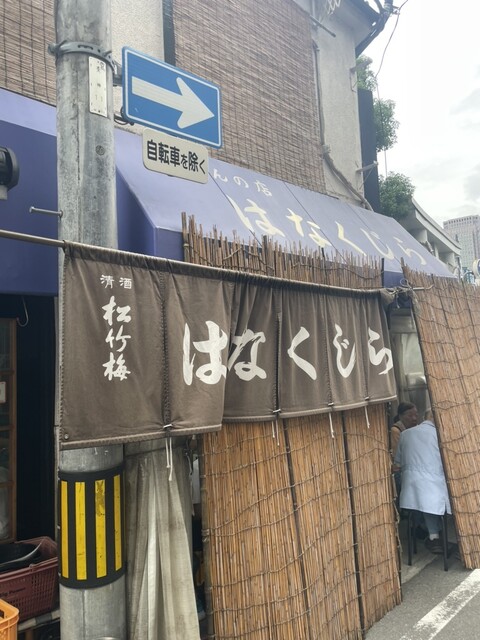 自転車を除く
んの店
はなくじら
清酒
松竹梅
はなくじら